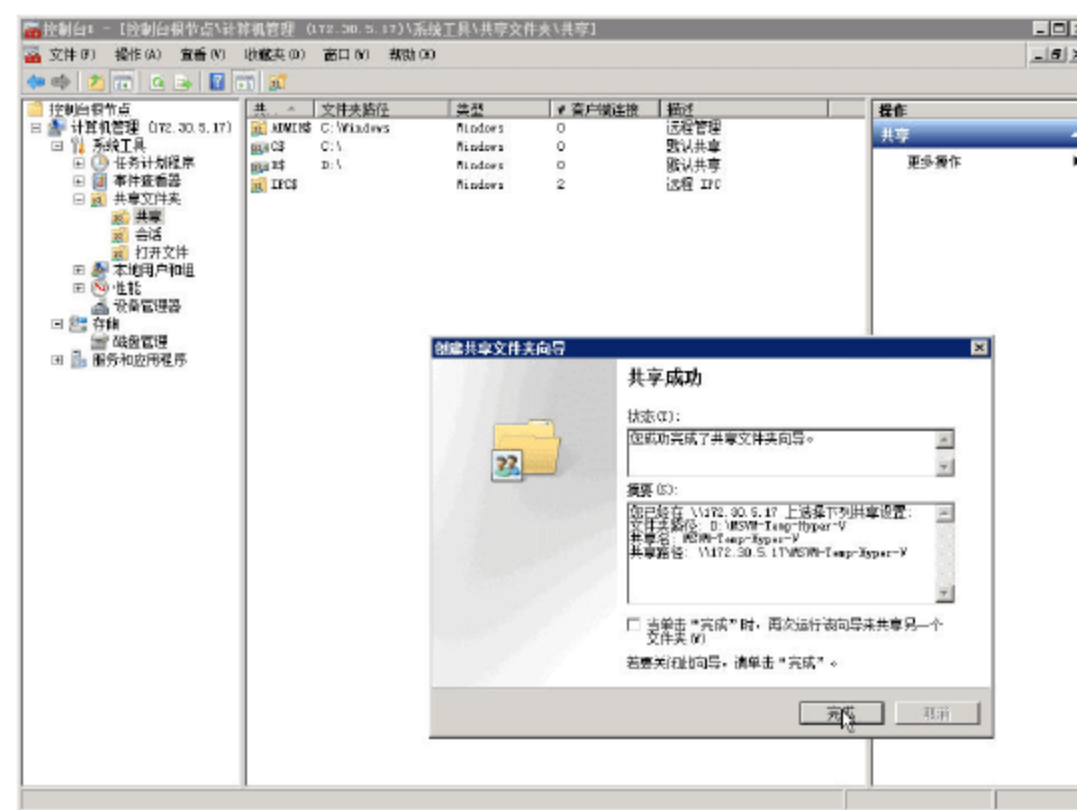 控制台1 - [控制台根节点\计算机管理 (172.30.5.17)\系统工具\共享文件夹\共享]
文件(F) 操作(A) 查看(V) 收藏夹(O) 窗口(W) 帮助(H)
控制台根节点
计算机管理 (172.30.5.17)
系统工具
任务计划程序
事件查看器
共享文件夹
共享
会话
打开文件
本地用户和组
性能
设备管理器
存储
磁盘管理
服务和应用程序
共... 文件夹路径 类型 # 客户端连接 描述
ADMIN$ C:\Windows Windows 0 远程管理
C$ C:\ Windows 0 默认共享
D:\ Windows 0 默认共享
IPC$ Windows 2 远程 IPC
操作
共享
更多操作
创建共享文件夹向导
共享成功
状态(T):
您成功完成了共享文件夹向导。
摘要(S):
您已经在 \\172.30.5.17 上选择下列共享设置:
文件夹路径: D:\MSVM-Temp-Hyper-V
共享名: MSVM-Temp-Hyper-V
共享路径: \\172.30.5.17\MSVM-Temp-Hyper-V
当单击“完成”时，再次运行该向导来共享另一个
文件夹(W)
若要关闭此向导，请单击“完成”。
完成 取消